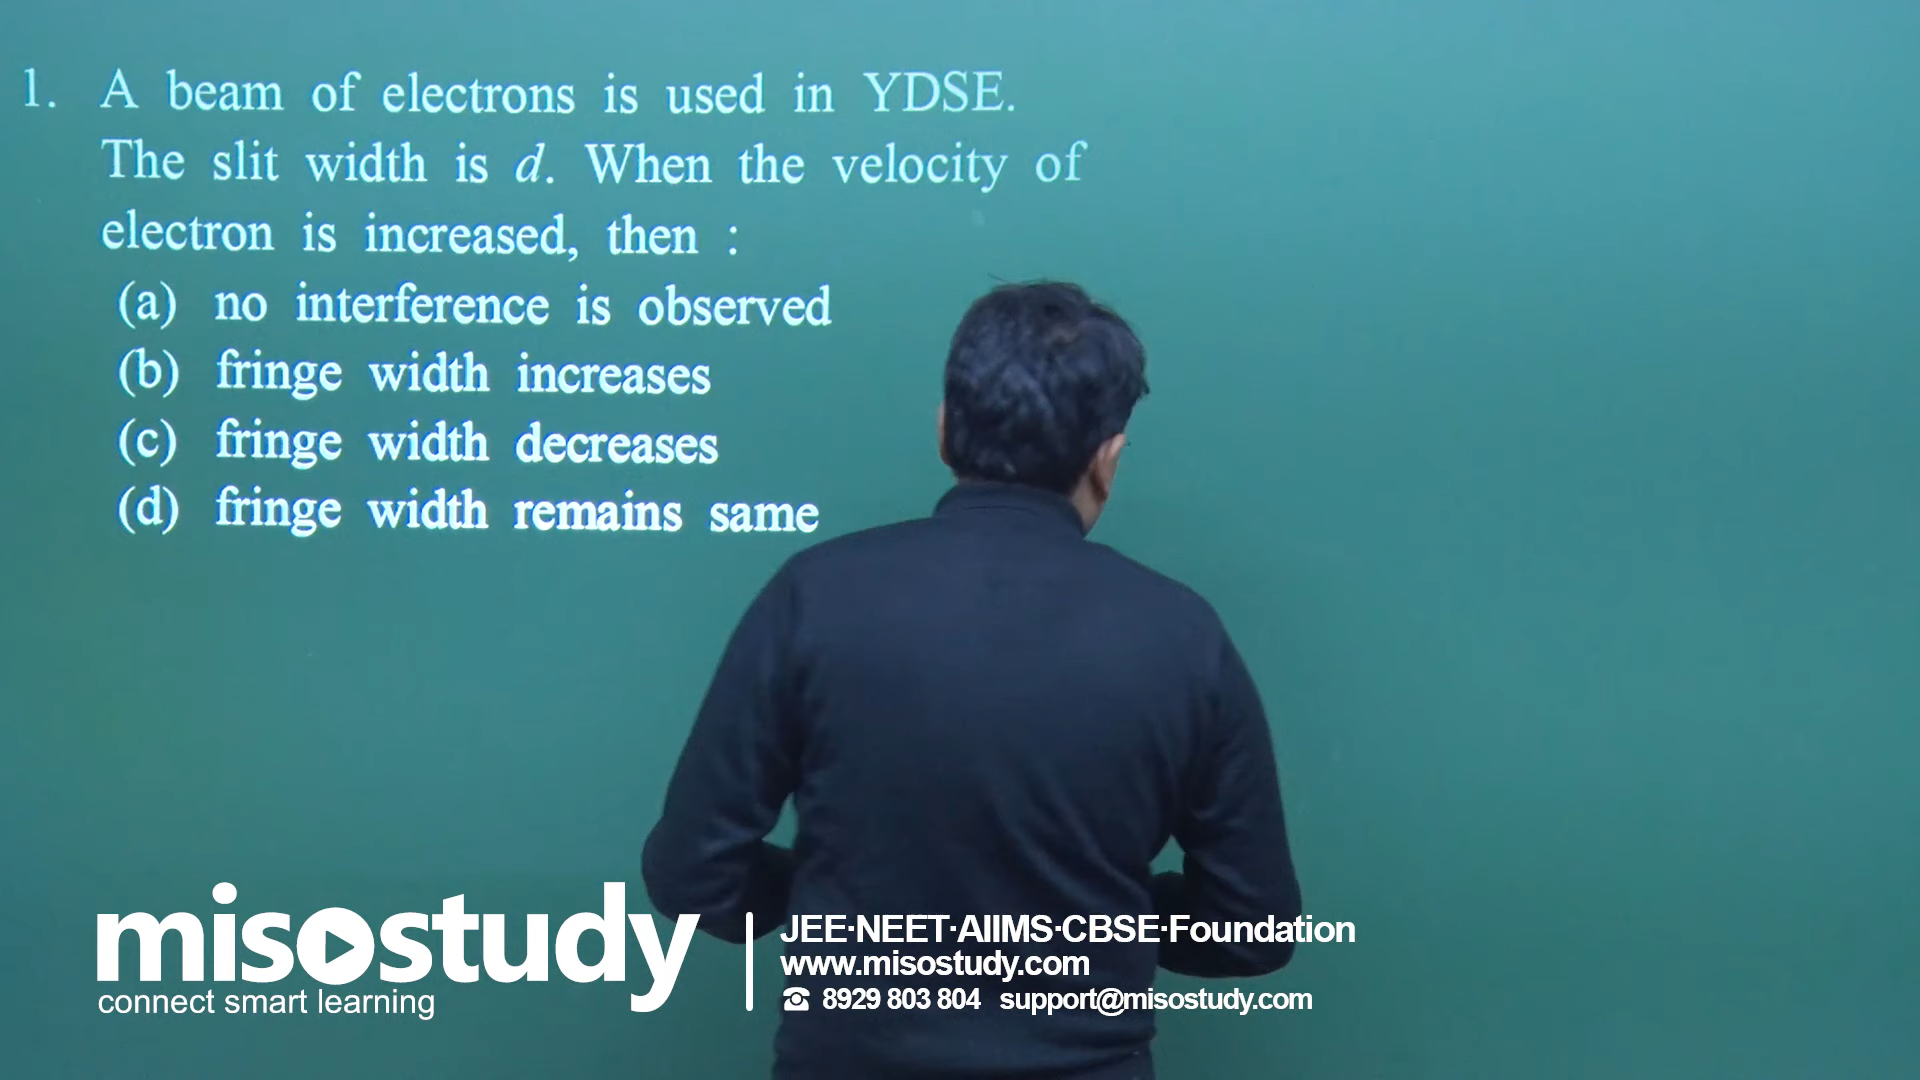 1. A beam of electrons is used in YDSE.
The slit width is d. When the velocity of
electron is increased, then :
(a) no interference is observed
(b) fringe width increases
(c) fringe width decreases
(d) fringe width remains same
misostudy
connect smart learning
JEE·NEET·AIIMS·CBSE·Foundation
www.misostudy.com
☎ 8929 803 804 support@misostudy.com